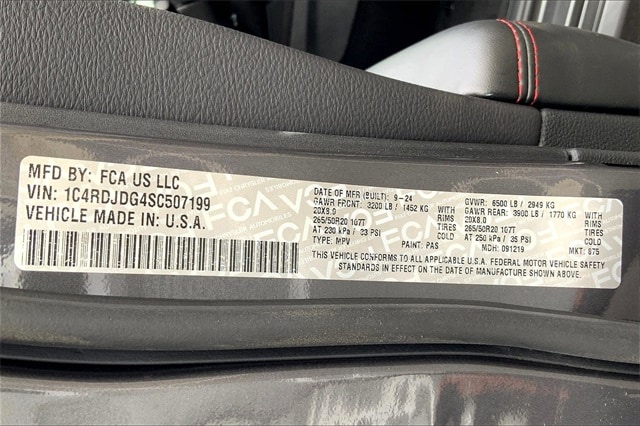 MFD BY: FCA US LLC
VIN: 1C4RDJDG4SC507199
VEHICLE MADE IN: U.S.A.
DATE OF MFR (BUILT): 9-24
GAWR FRONT: 3200 LB / 1452 KG WITH
20X8.0 RIMS
265/50R20 107T TIRES
AT 230 kPa / 33 PSI COLD
TYPE: MPV PAINT: PAS
GVWR: 6500 LB / 2949 KG
GAWR REAR: 3900 LB / 1770 KG WITH
20X8.0 RIMS
265/50R20 107T TIRES
AT 250 kPa / 35 PSI COLD
MDH: 091219 MKT: 875
THIS VEHICLE CONFORMS TO ALL APPLICABLE U.S.A. FEDERAL MOTOR VEHICLE SAFETY
STANDARDS IN EFFECT ON THE DATE OF MANUFACTURE SHOWN ABOVE.